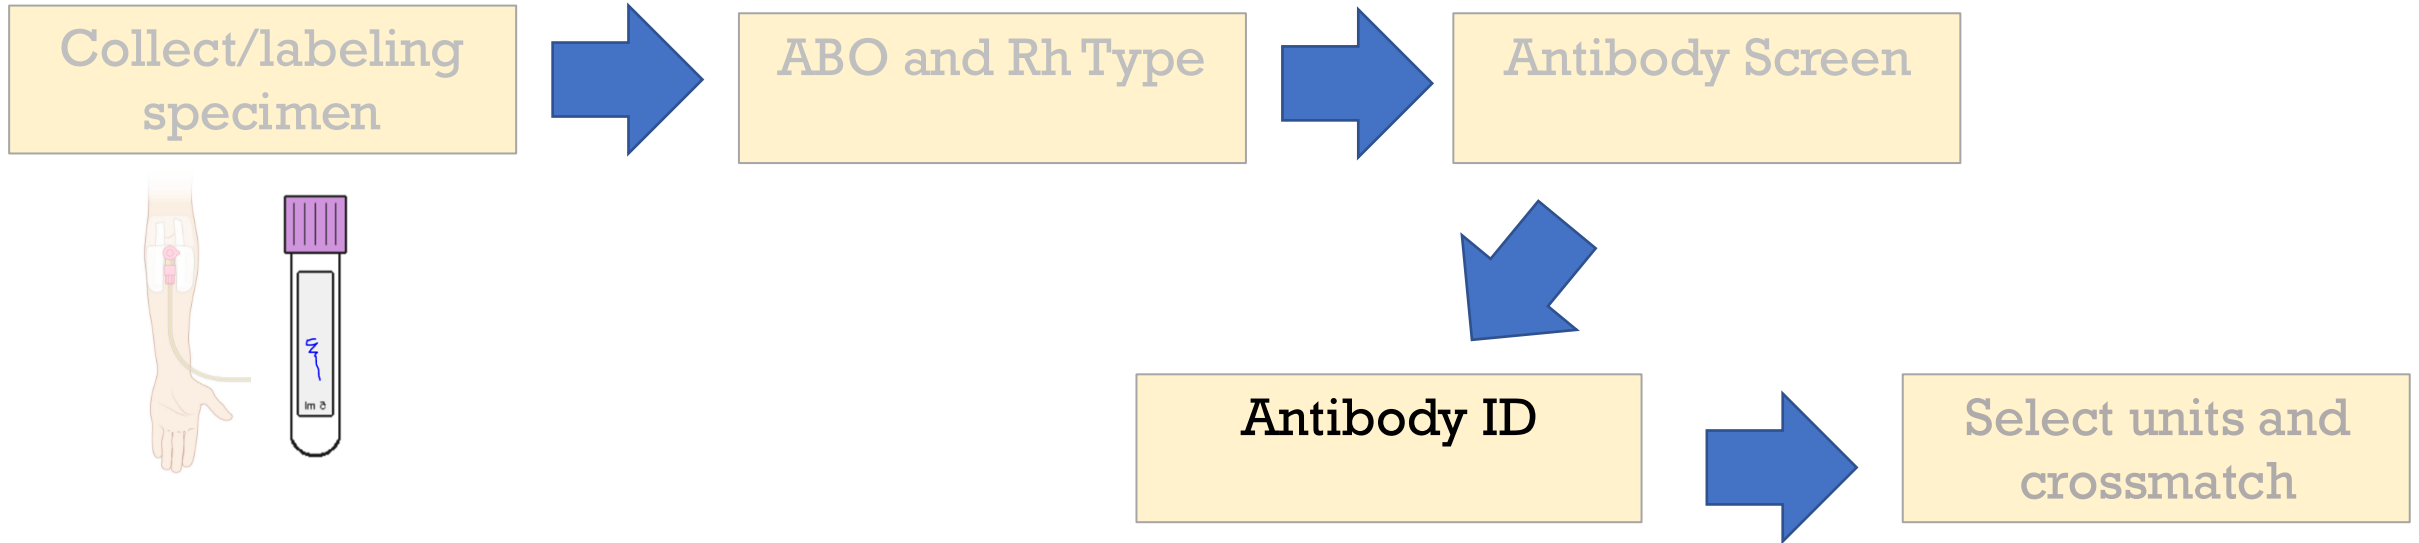 Collect/labeling
specimen
ABO and Rh Type
Antibody Screen
Antibody ID
Select units and
crossmatch